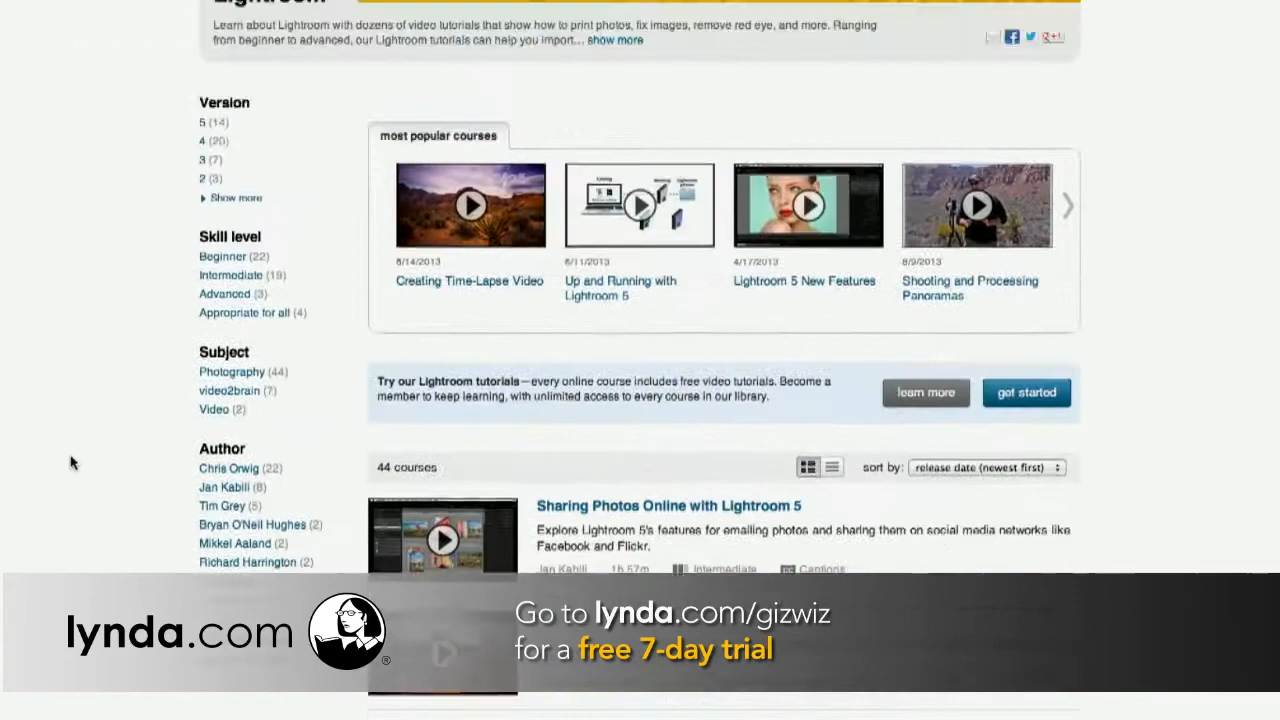 Lightroom
Learn about Lightroom with dozens of video tutorials that show how to print photos, fix images, remove red eye, and more. Ranging
from beginner to advanced, our Lightroom tutorials can help you import... show more
Version
5 (14)
4 (20)
3 (7)
2 (3)
Show more
Skill level
Beginner (22)
Intermediate (19)
Advanced (3)
Appropriate for all (4)
Subject
Photography (44)
video2brain (7)
Video (2)
Author
Chris Orwig (22)
Jan Kabili (8)
Tim Grey (5)
Bryan O'Neil Hughes (2)
Mikkel Aaland (2)
Richard Harrington (2)
most popular courses
8/14/2013
Creating Time-Lapse Video
6/11/2013
Up and Running with
Lightroom 5
4/17/2013
Lightroom 5 New Features
8/9/2013
Shooting and Processing
Panoramas
Try our Lightroom tutorials—every online course includes free video tutorials. Become a
member to keep learning, with unlimited access to every course in our library.
learn more
get started
44 courses
sort by: release date (newest first)
Sharing Photos Online with Lightroom 5
Explore Lightroom 5's features for emailing photos and sharing them on social media networks like
Facebook and Flickr.
Jan Kabili 1h 57m Intermediate CC Captions
lynda.com ®
Go to lynda.com/gizwiz
for a free 7-day trial